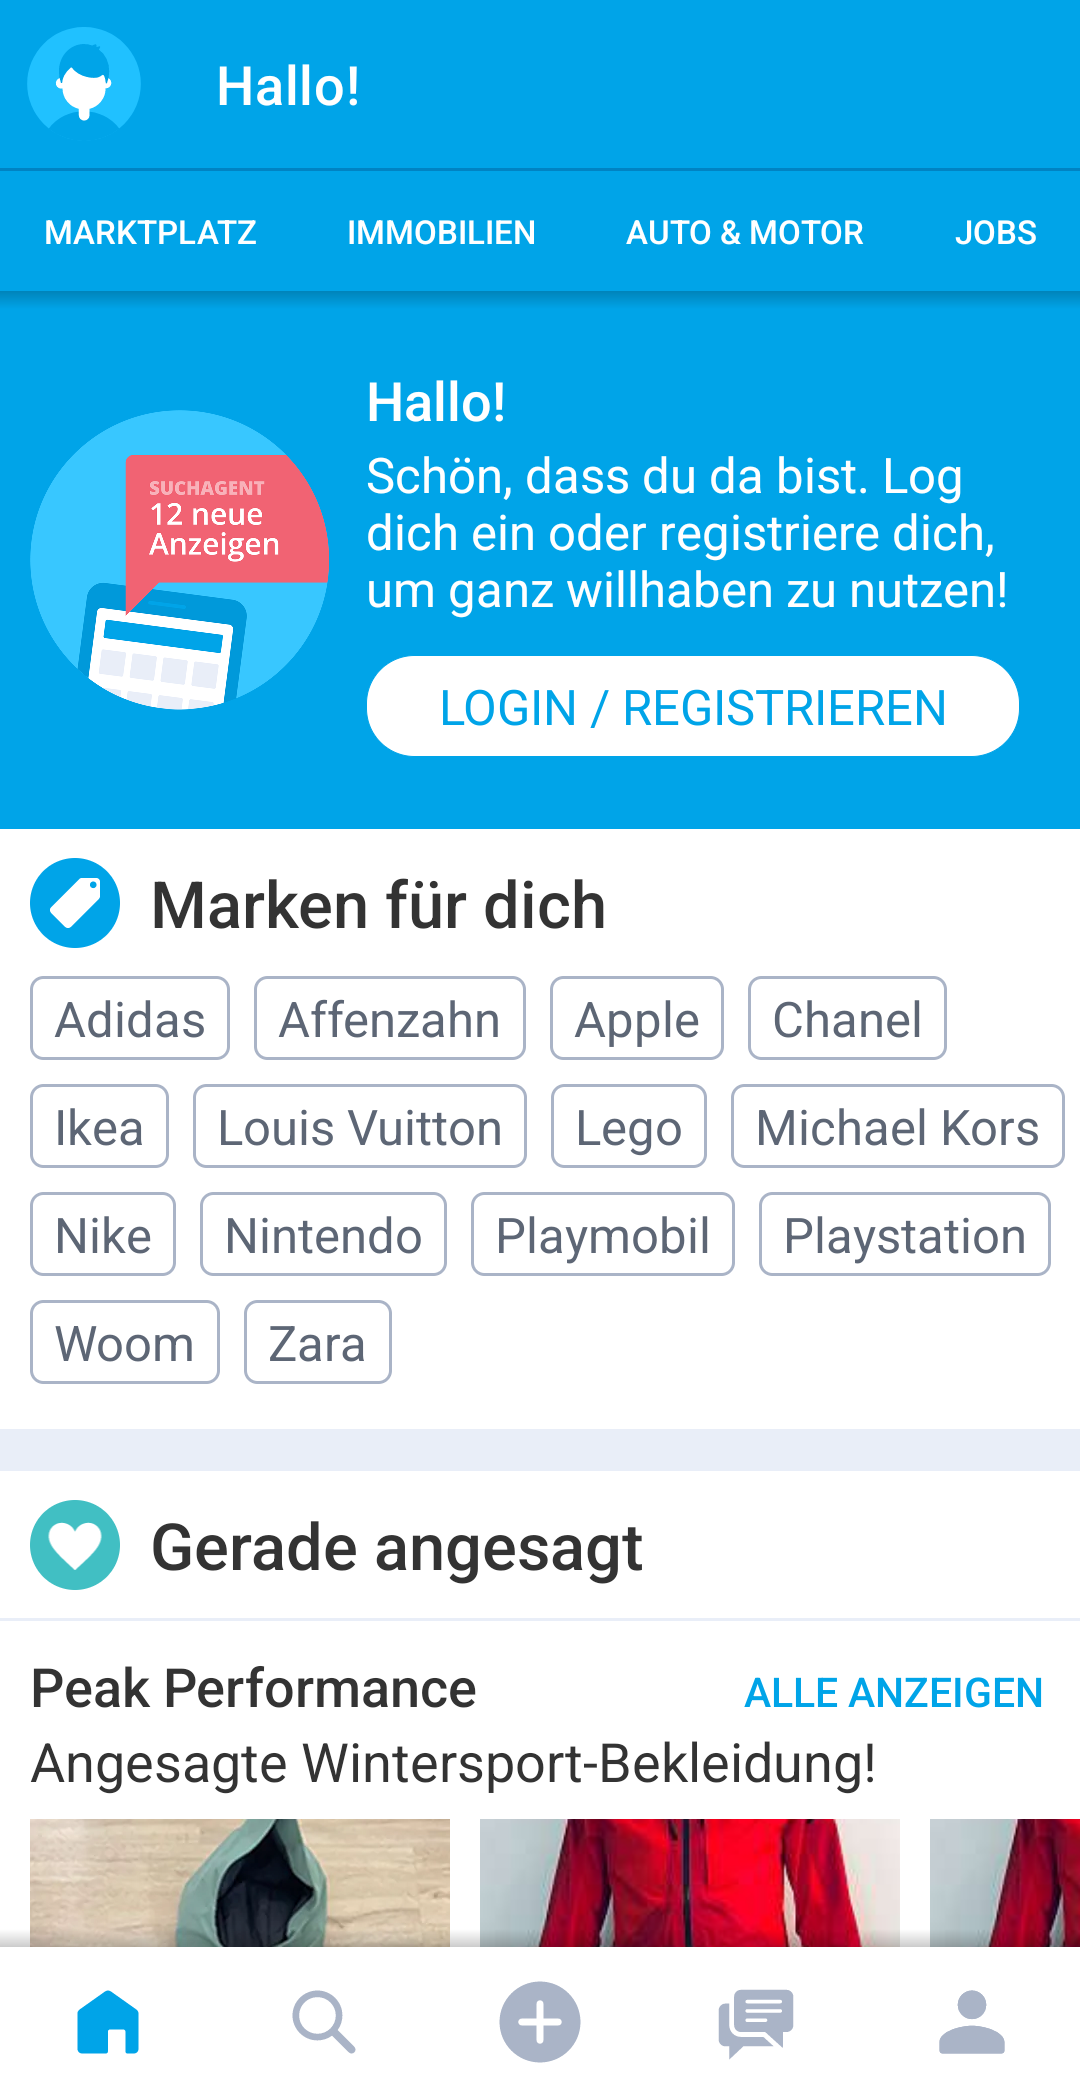 Hallo!
MARKTPLATZ IMMOBILIEN AUTO & MOTOR JOBS
SUCHAGENT
12 neue
Anzeigen
Hallo!
Schön, dass du da bist. Log
dich ein oder registriere dich,
um ganz willhaben zu nutzen!
LOGIN / REGISTRIEREN
Marken für dich
Adidas Affenzahn Apple Chanel
Ikea Louis Vuitton Lego Michael Kors
Nike Nintendo Playmobil Playstation
Woom Zara
Gerade angesagt
Peak Performance ALLE ANZEIGEN
Angesagte Wintersport-Bekleidung!